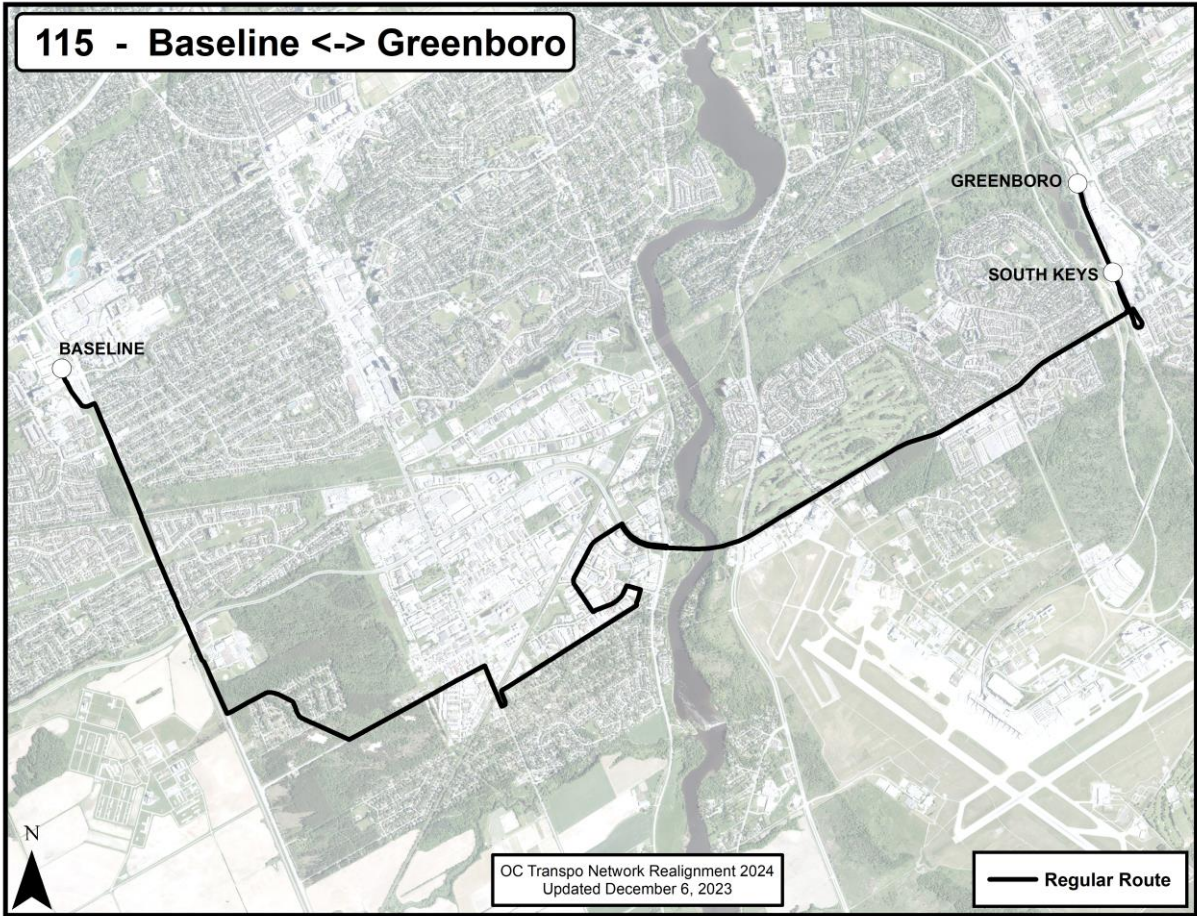 115 - Baseline <-> Greenboro
GREENBORO
SOUTH KEYS
BASELINE
N
OC Transpo Network Realignment 2024
Updated December 6, 2023
Regular Route